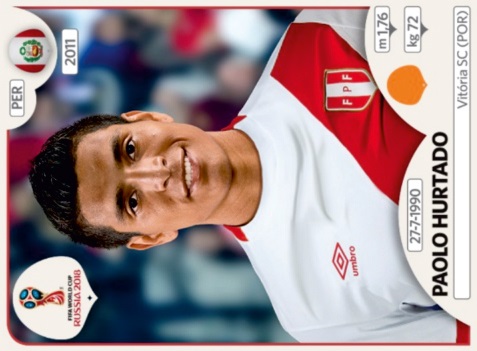 PER
FIFA WORLD CUP
RUSSIA 2018
2011
umbro
FPF
m 1,76
kg 72
27-7-1990
PAOLO HURTADO
Vitória SC (POR)